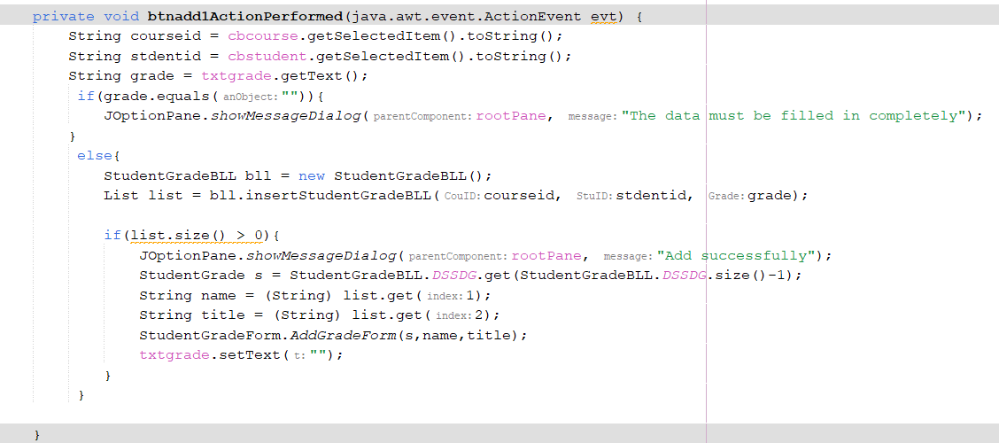 private void btnadd1ActionPerformed(java.awt.event.ActionEvent evt) {
String courseid = cbcourse.getSelectedItem().toString();
String stdentid = cbstudent.getSelectedItem().toString();
String grade = txtgrade.getText();
if(grade.equals( anObject: "")){
JOptionPane.showMessageDialog( parentComponent: rootPane, message: "The data must be filled in completely");
}
else{
StudentGradeBLL bll = new StudentGradeBLL();
List list = bll.insertStudentGradeBLL( CouID: courseid, StuID: stdentid, Grade: grade);
if(list.size() > 0){
JOptionPane.showMessageDialog( parentComponent: rootPane, message: "Add successfully");
StudentGrade s = StudentGradeBLL.DSSDG.get(StudentGradeBLL.DSSDG.size()-1);
String name = (String) list.get( index: 1);
String title = (String) list.get( index: 2);
StudentGradeForm.AddGradeForm(s,name,title);
txtgrade.setText( t: "");
}
}
}